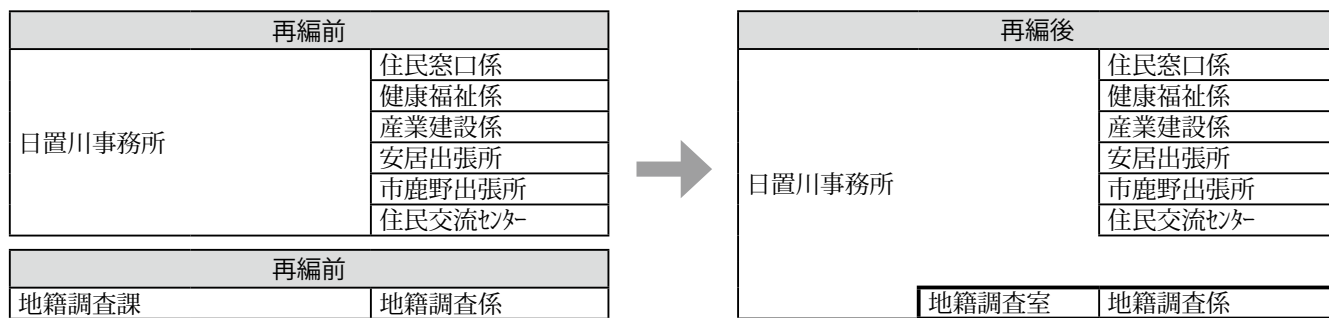 再編前
日置川事務所
住民窓口係
健康福祉係
産業建設係
安居出張所
市鹿野出張所
住民交流ｾﾝﾀｰ
再編前
地籍調査課 地籍調査係
再編後
日置川事務所
住民窓口係
健康福祉係
産業建設係
安居出張所
市鹿野出張所
住民交流ｾﾝﾀｰ
地籍調査室 地籍調査係